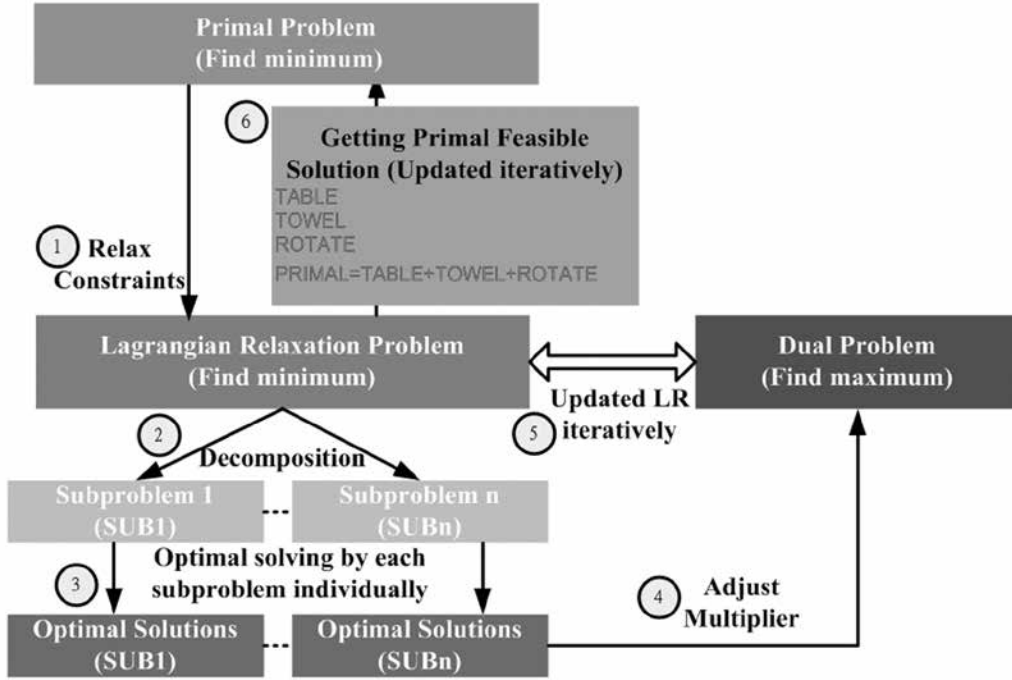 Primal Problem
(Find minimum)
6
Getting Primal Feasible
Solution (Updated iteratively)
TABLE
TOWEL
ROTATE
PRIMAL=TABLE+TOWEL+ROTATE
1
Relax
Constraints
Lagrangian Relaxation Problem
(Find minimum)
Dual Problem
(Find maximum)
Updated LR
iteratively
5
2
Decomposition
Subproblem 1
(SUB1)
Subproblem n
(SUBn)
Optimal solving by each
subproblem individually
3
4
Adjust
Multiplier
Optimal Solutions
(SUB1)
Optimal Solutions
(SUBn)